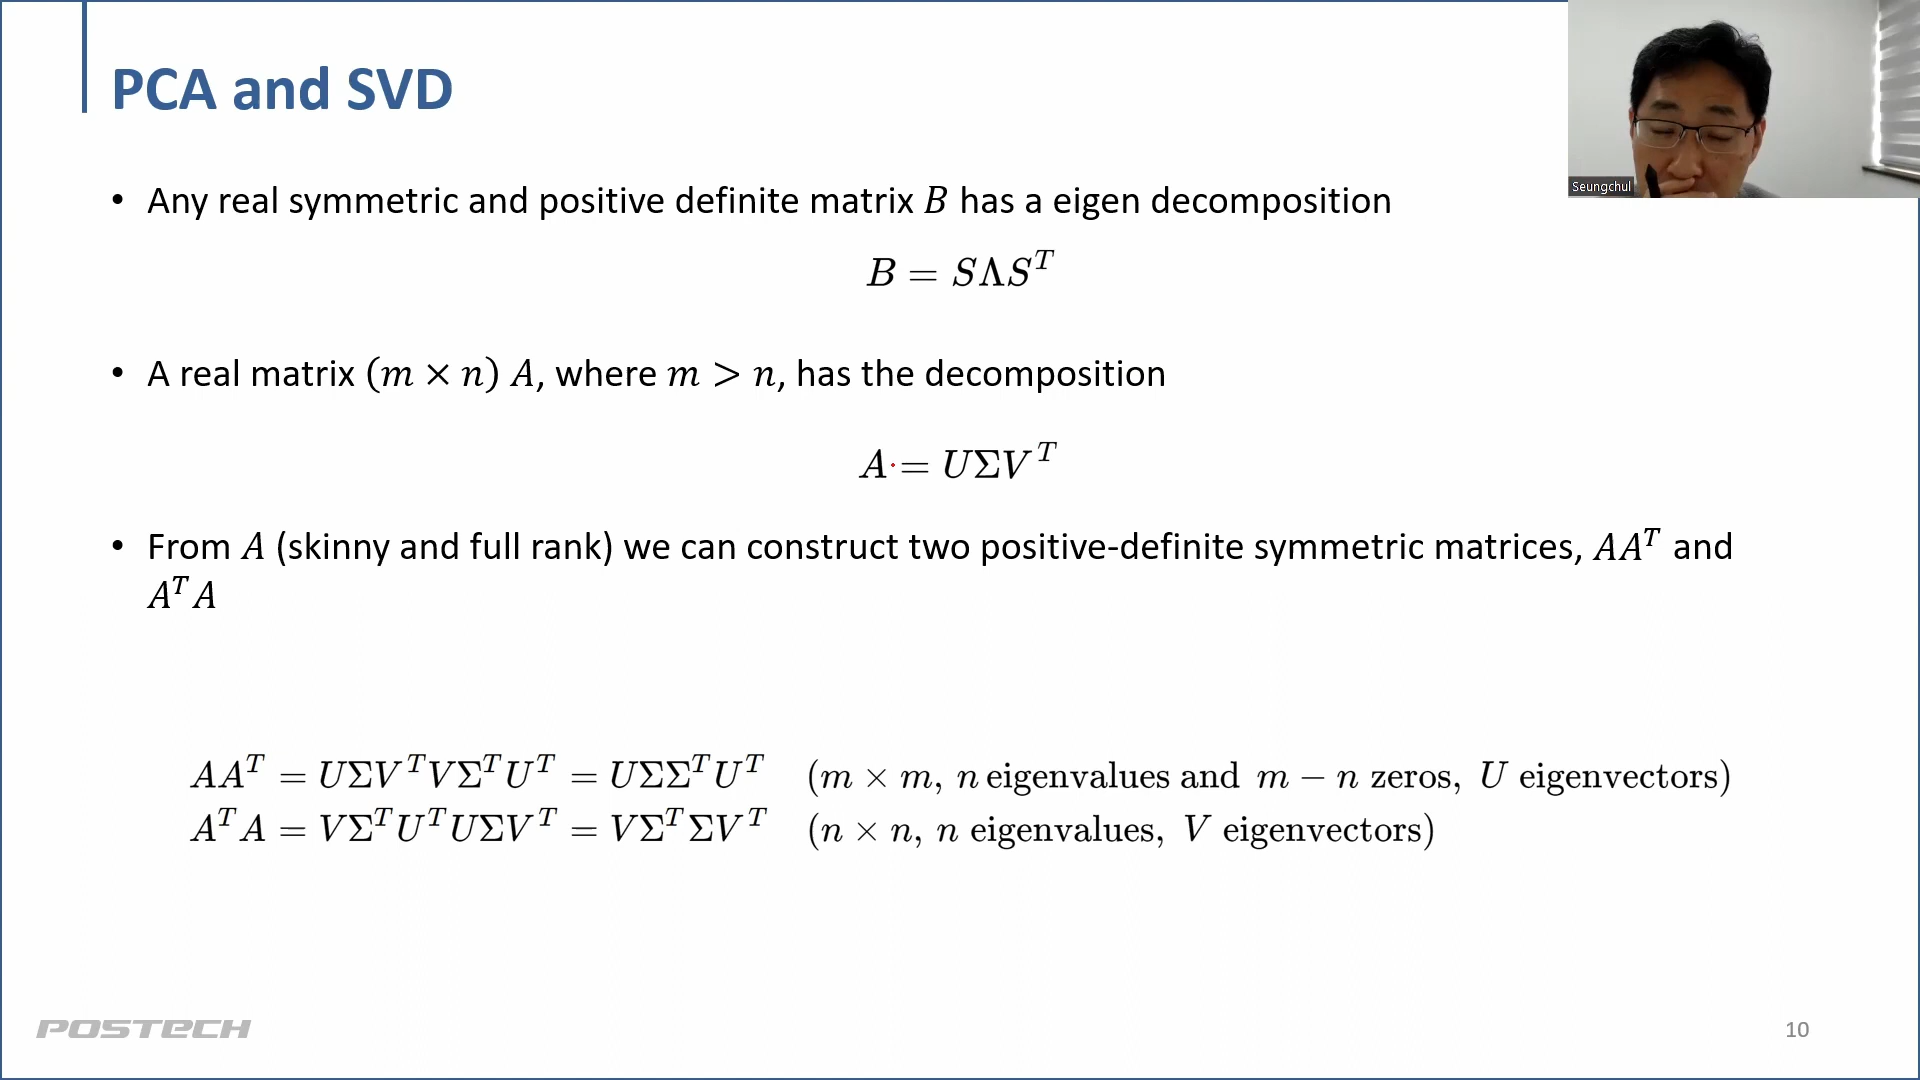 PCA and SVD
Seungchul
• Any real symmetric and positive definite matrix B has a eigen decomposition
B = SΛS^T
• A real matrix (m × n) A, where m > n, has the decomposition
A = UΣV^T
• From A (skinny and full rank) we can construct two positive-definite symmetric matrices, AA^T and
A^T A
AA^T = UΣV^T VΣ^T U^T = UΣΣ^T U^T (m × m, n eigenvalues and m − n zeros, U eigenvectors)
A^T A = VΣ^T U^T UΣV^T = VΣ^T ΣV^T (n × n, n eigenvalues, V eigenvectors)
POSTECH
10